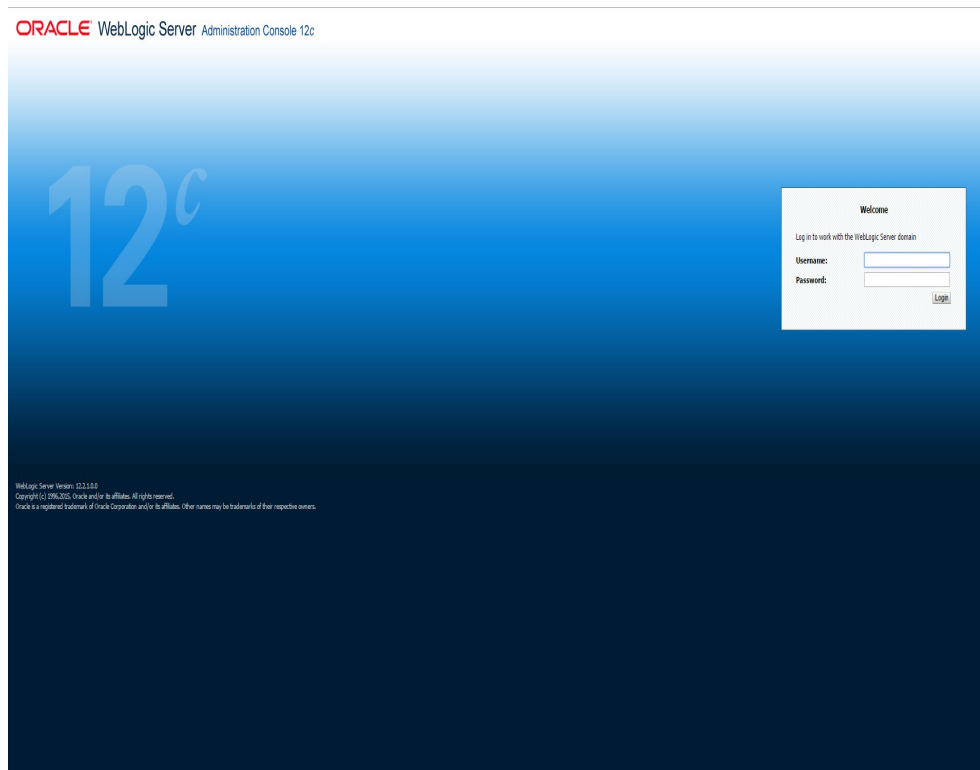 ORACLE WebLogic Server Administration Console 12c
12c
Welcome
Log in to work with the WebLogic Server domain
Username:
Password:
Login
WebLogic Server Version: 12.2.1.0.0
Copyright (c) 1996,2015, Oracle and/or its affiliates. All rights reserved.
Oracle is a registered trademark of Oracle Corporation and/or its affiliates. Other names may be trademarks of their respective owners.